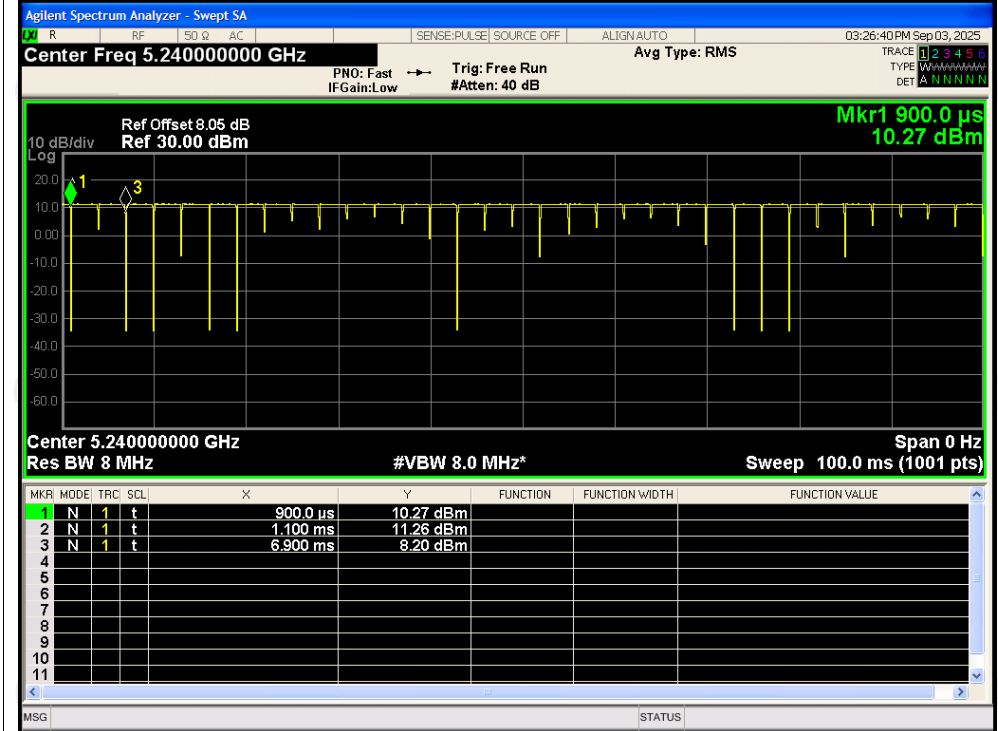 Agilent Spectrum Analyzer - Swept SA
LXI R RF 50 Ω AC SENSE:PULSE SOURCE OFF ALIGN AUTO 03:26:40 PM Sep 03, 2025
Center Freq 5.240000000 GHz Avg Type: RMS TRACE 1 2 3 4 5 6
PNO: Fast Trig: Free Run TYPE WWWWWW
IFGain:Low #Atten: 40 dB DET A N N N N N
Mkr1 900.0 µs
Ref Offset 8.05 dB
10 dB/div Ref 30.00 dBm 10.27 dBm
Log
20.0 1 3
10.0
0.00
-10.0
-20.0
-30.0
-40.0
-50.0
-60.0
Center 5.240000000 GHz Span 0 Hz
Res BW 8 MHz #VBW 8.0 MHz* Sweep 100.0 ms (1001 pts)
MKR MODE TRC SCL X Y FUNCTION FUNCTION WIDTH FUNCTION VALUE
1 N 1 t 900.0 µs 10.27 dBm
2 N 1 t 1.100 ms 11.26 dBm
3 N 1 t 6.900 ms 8.20 dBm
4
5
6
7
8
9
10
11
MSG STATUS